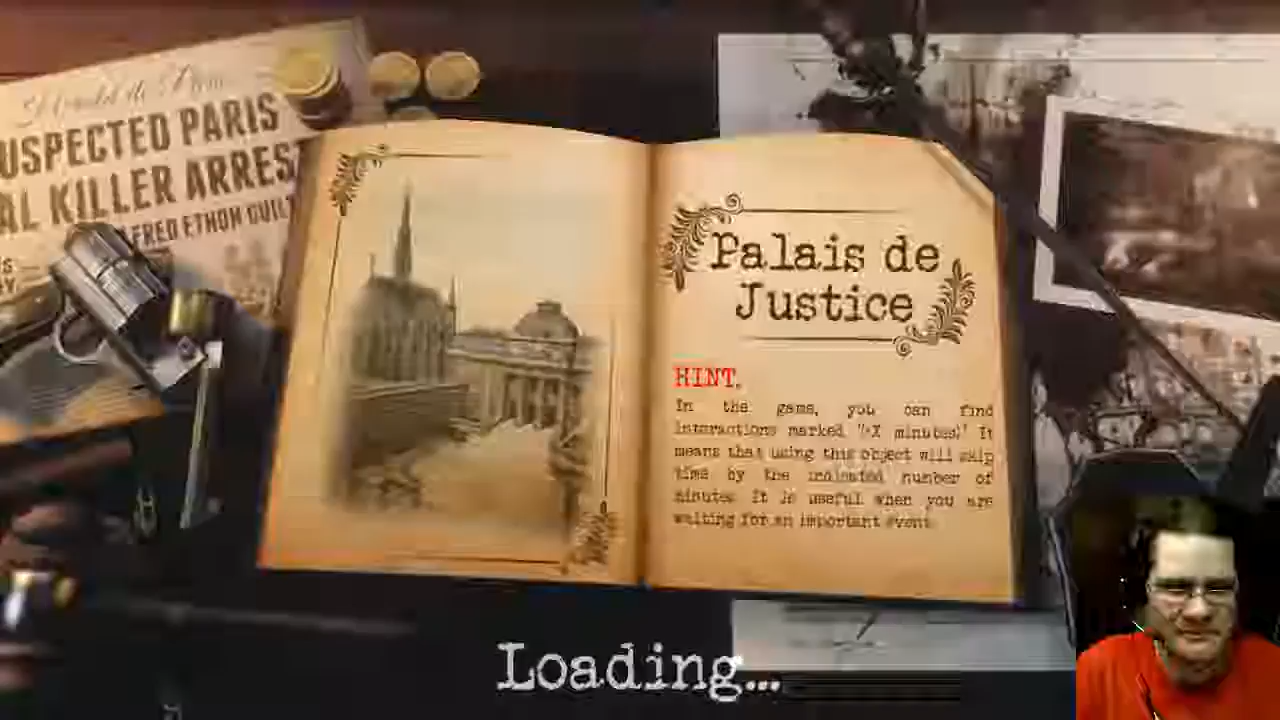 USPECTED PARIS
AL KILLER ARRES
FRED ETHON GUILT
Palais de
Justice
HINT.
In the game, you can find
interactions marked "+X minutes!" It
means that using this object will skip
time by the indicated number of
minutes. It is useful when you are
waiting for an important event.
Loading...